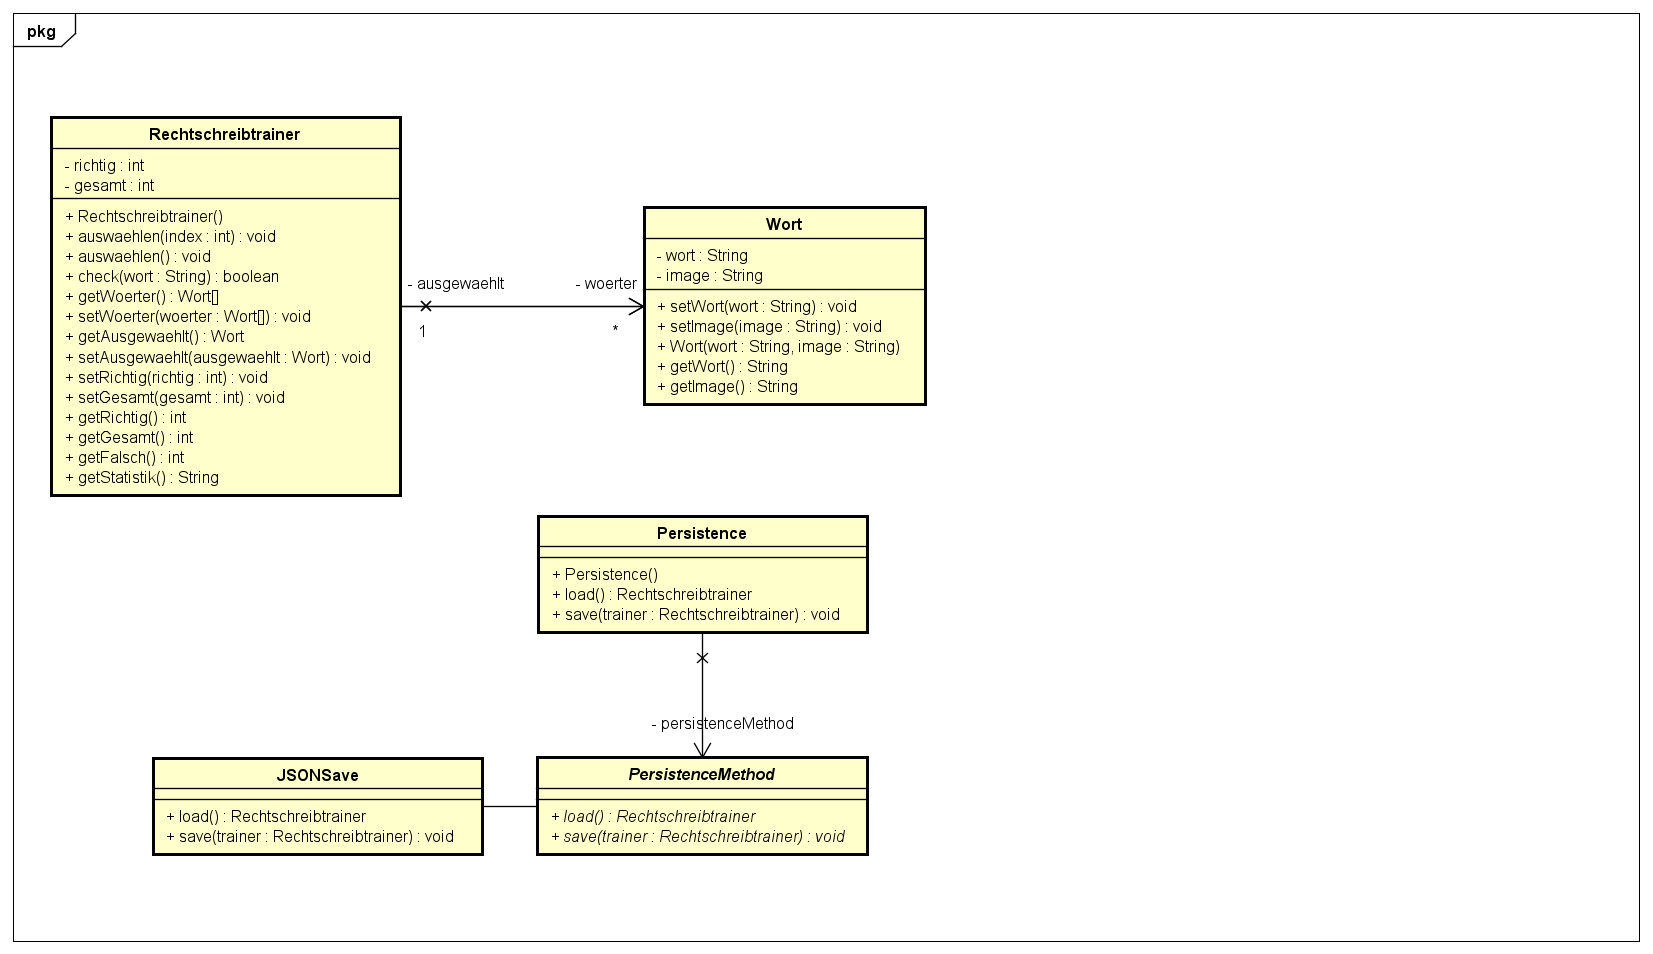 pkg
Rechtschreibtrainer
- richtig : int
- gesamt : int
+ Rechtschreibtrainer()
+ auswaehlen(index : int) : void
+ auswaehlen() : void
+ check(wort : String) : boolean
+ getWoerter() : Wort[]
+ setWoerter(woerter : Wort[]) : void
+ getAusgewaehlt() : Wort
+ setAusgewaehlt(ausgewaehlt : Wort) : void
+ setRichtig(richtig : int) : void
+ setGesamt(gesamt : int) : void
+ getRichtig() : int
+ getGesamt() : int
+ getFalsch() : int
+ getStatistik() : String
- ausgewaehlt
- woerter
1
*
Wort
- wort : String
- image : String
+ setWort(wort : String) : void
+ setImage(image : String) : void
+ Wort(wort : String, image : String)
+ getWort() : String
+ getImage() : String
Persistence
+ Persistence()
+ load() : Rechtschreibtrainer
+ save(trainer : Rechtschreibtrainer) : void
- persistenceMethod
JSONSave
+ load() : Rechtschreibtrainer
+ save(trainer : Rechtschreibtrainer) : void
PersistenceMethod
+ load() : Rechtschreibtrainer
+ save(trainer : Rechtschreibtrainer) : void